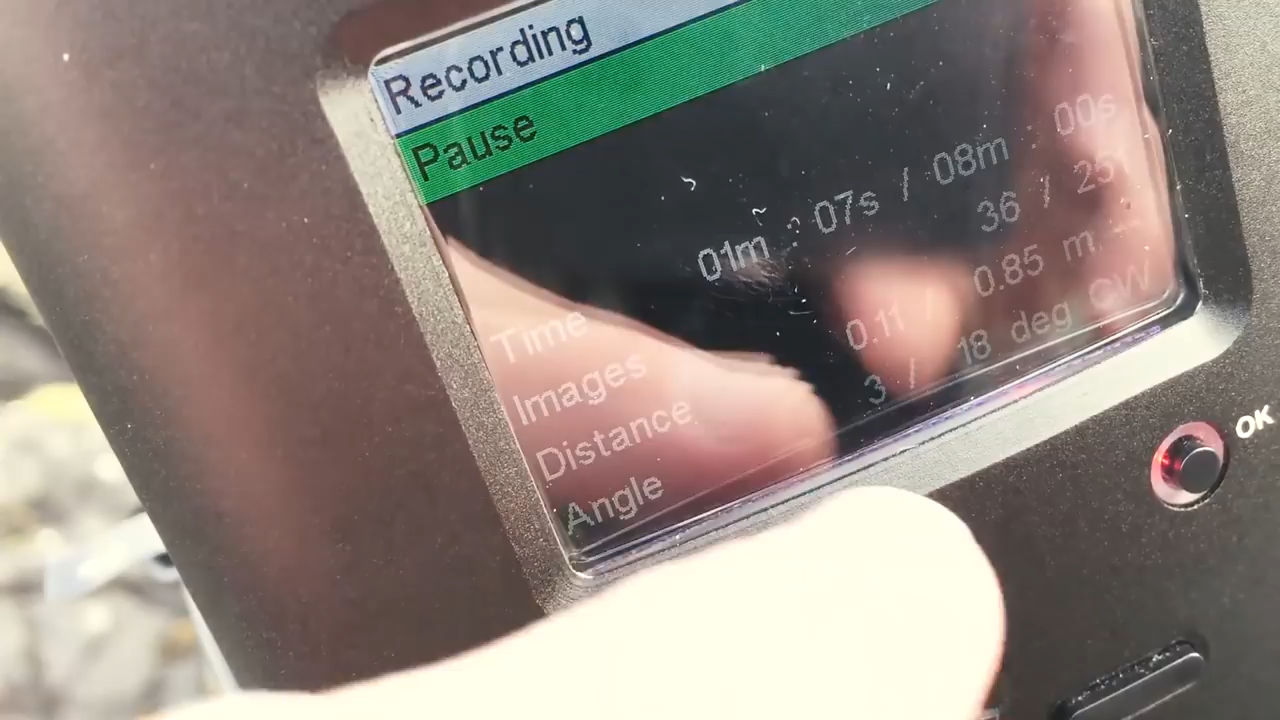 Recording
Pause
Time 01m : 07s / 08m : 00s
Images 36 / 25
Distance 0.11 / 0.85 m
Angle 3 / 18 deg CW
OK